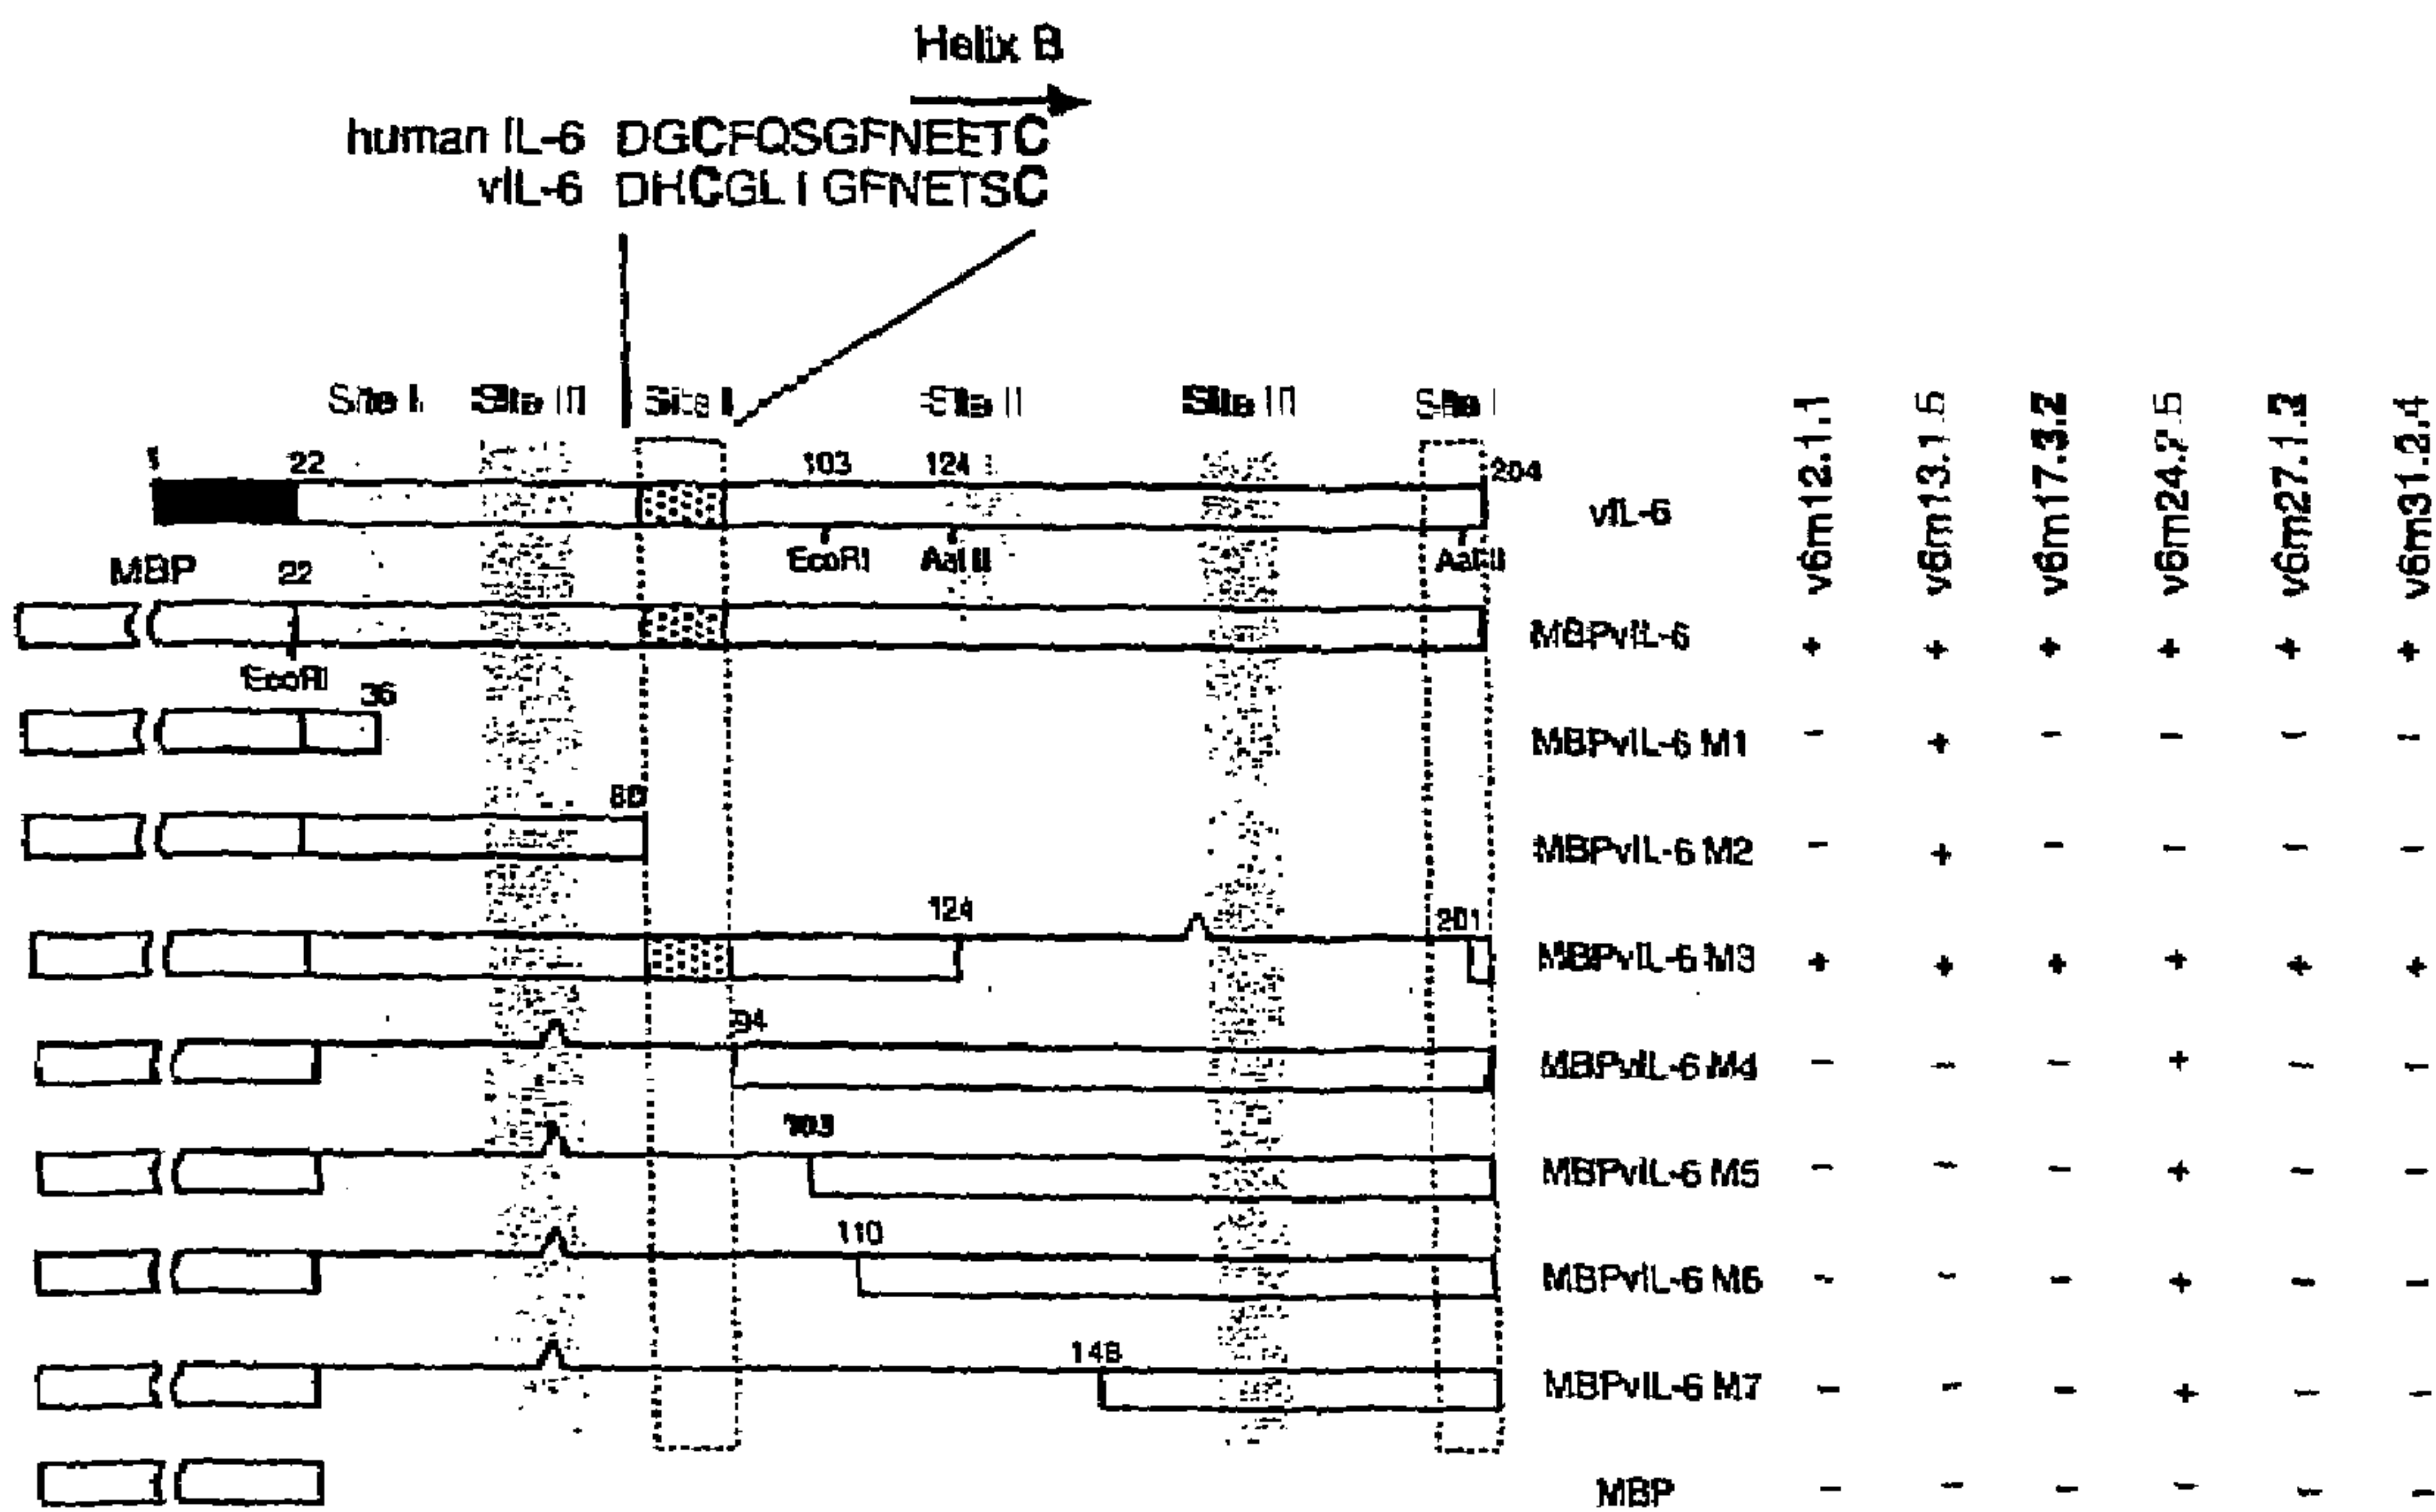 Helix B
human IL-6 DGCFQSGFNEETC
vIL-6 DHCGLIGFNETSC
Site I Site III Site I Site II Site III Site I
1 22 103 124 204
vIL-6
EcoRI AatII AatII
MBP 22
MBPvIL-6 + + + + + +
EcoRI
36
MBPvIL-6 M1 - + - - - -
80
MBPvIL-6 M2 - + - - - -
124 201
MBPvIL-6 M3 + + + + + +
94
MBPvIL-6 M4 - - - + - -
103
MBPvIL-6 M5 - - - + - -
110
MBPvIL-6 M6 - - - + - -
148
MBPvIL-6 M7 - - - + - -
MBP - - - - - -
v6m12.1.1
v6m13.1.5
v6m17.3.2
v6m24.2.5
v6m31.2.4